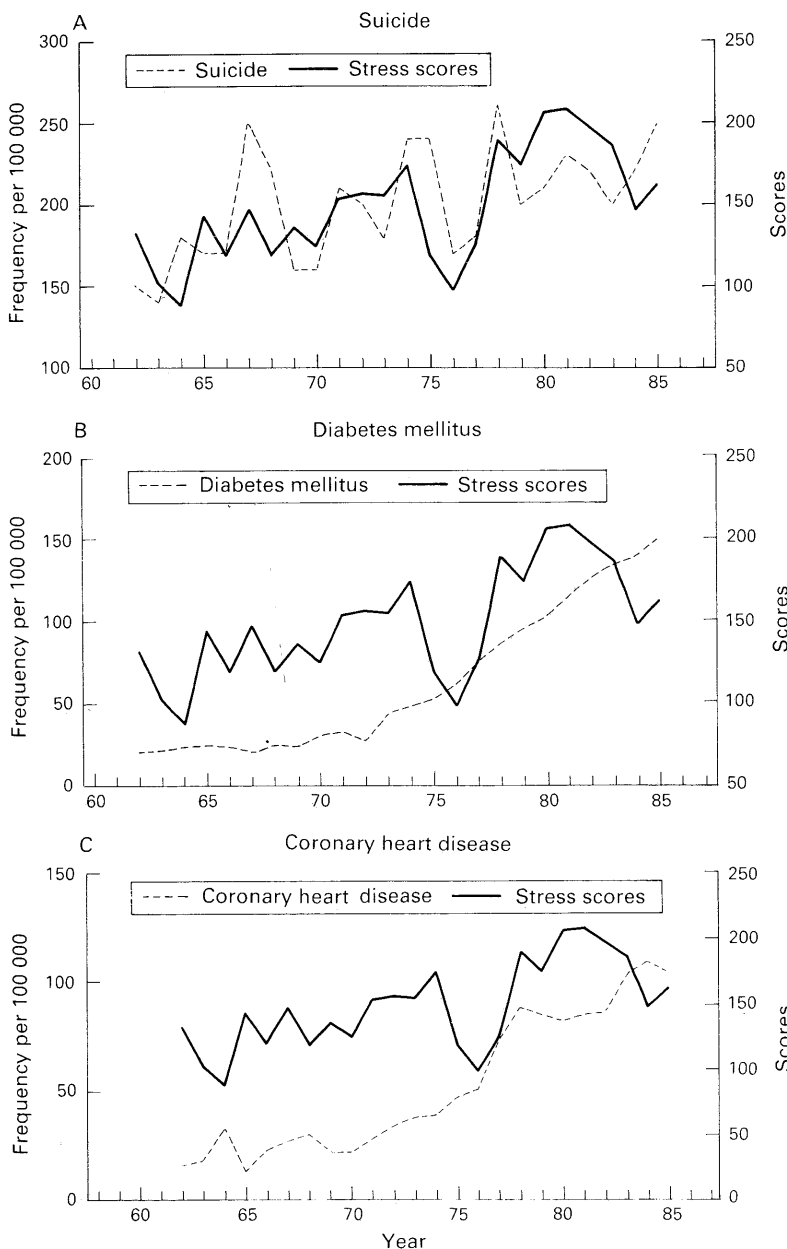 A
Suicide
300
250
200
150
100
Frequency per 100 000
Suicide
Stress scores
250
200
150
100
50
Scores
60 65 70 75 80 85
B
Diabetes mellitus
200
150
100
50
0
Frequency per 100 000
Diabetes mellitus
Stress scores
250
200
150
100
50
Scores
60 65 70 75 80 85
C
Coronary heart disease
150
100
50
0
Frequency per 100 000
Coronary heart disease
Stress scores
250
200
150
100
50
0
Scores
60 65 70 75 80 85
Year